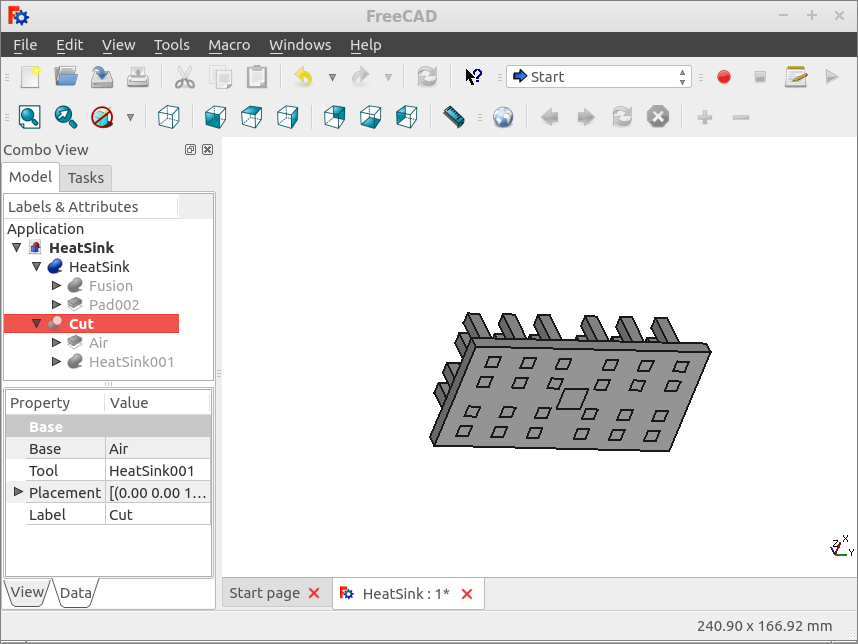 FreeCAD
File Edit View Tools Macro Windows Help
Start
Combo View
Model Tasks
Labels & Attributes
Application
HeatSink
HeatSink
Fusion
Pad002
Cut
Air
HeatSink001
Property Value
Base
Base Air
Tool HeatSink001
Placement [(0.00 0.00 1...
Label Cut
View Data
Start page
HeatSink : 1*
Z X Y
240.90 x 166.92 mm